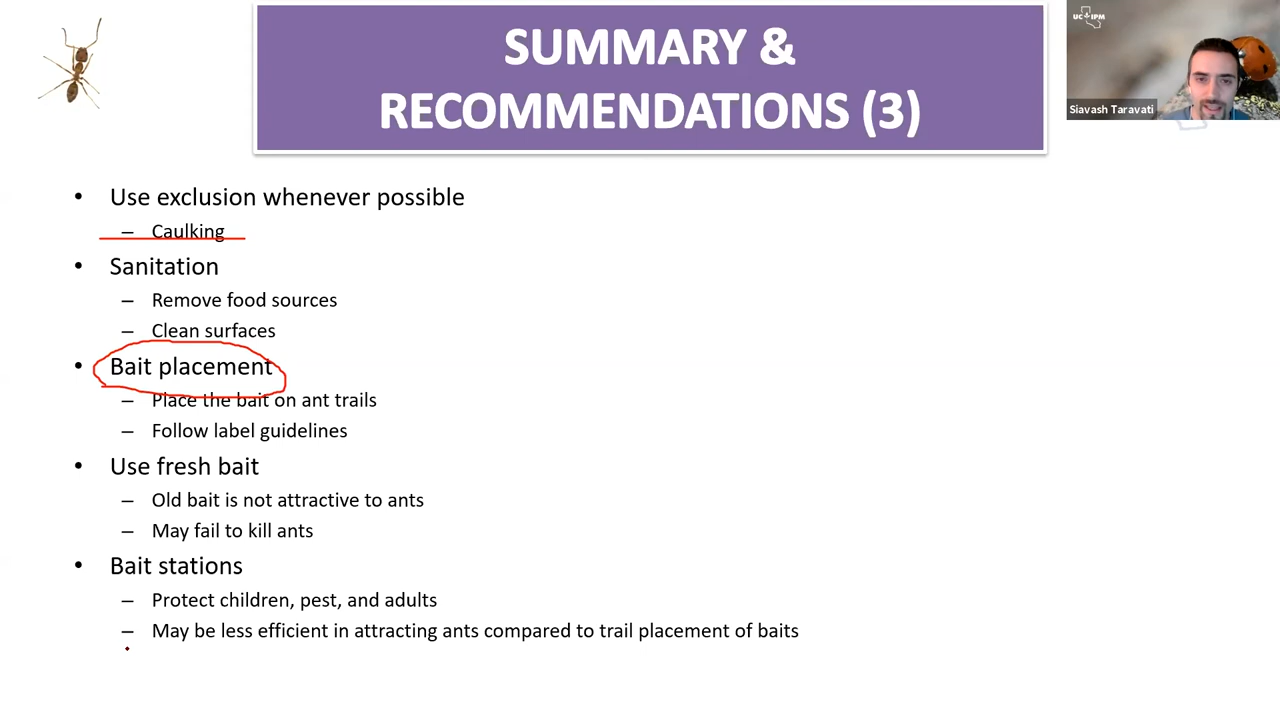 SUMMARY &
RECOMMENDATIONS (3)
UC IPM
Siavash Taravati
• Use exclusion whenever possible
– Caulking
• Sanitation
– Remove food sources
– Clean surfaces
• Bait placement
– Place the bait on ant trails
– Follow label guidelines
• Use fresh bait
– Old bait is not attractive to ants
– May fail to kill ants
• Bait stations
– Protect children, pest, and adults
– May be less efficient in attracting ants compared to trail placement of baits